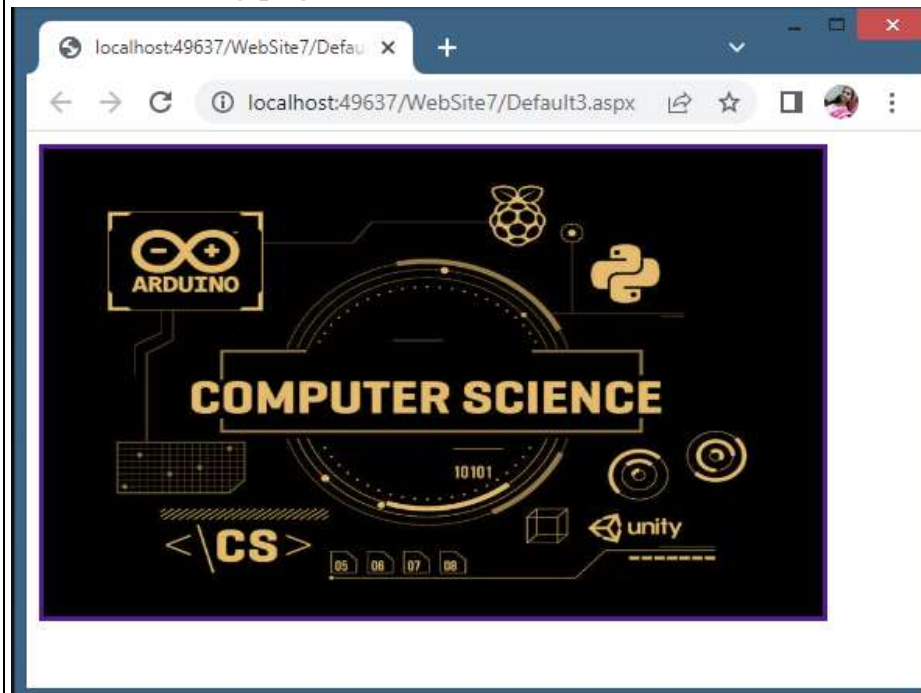 localhost:49637/WebSite7/Defau
localhost:49637/WebSite7/Default3.aspx
ARDUINO
COMPUTER SCIENCE
10101
unity
<\CS>
05 06 07 08